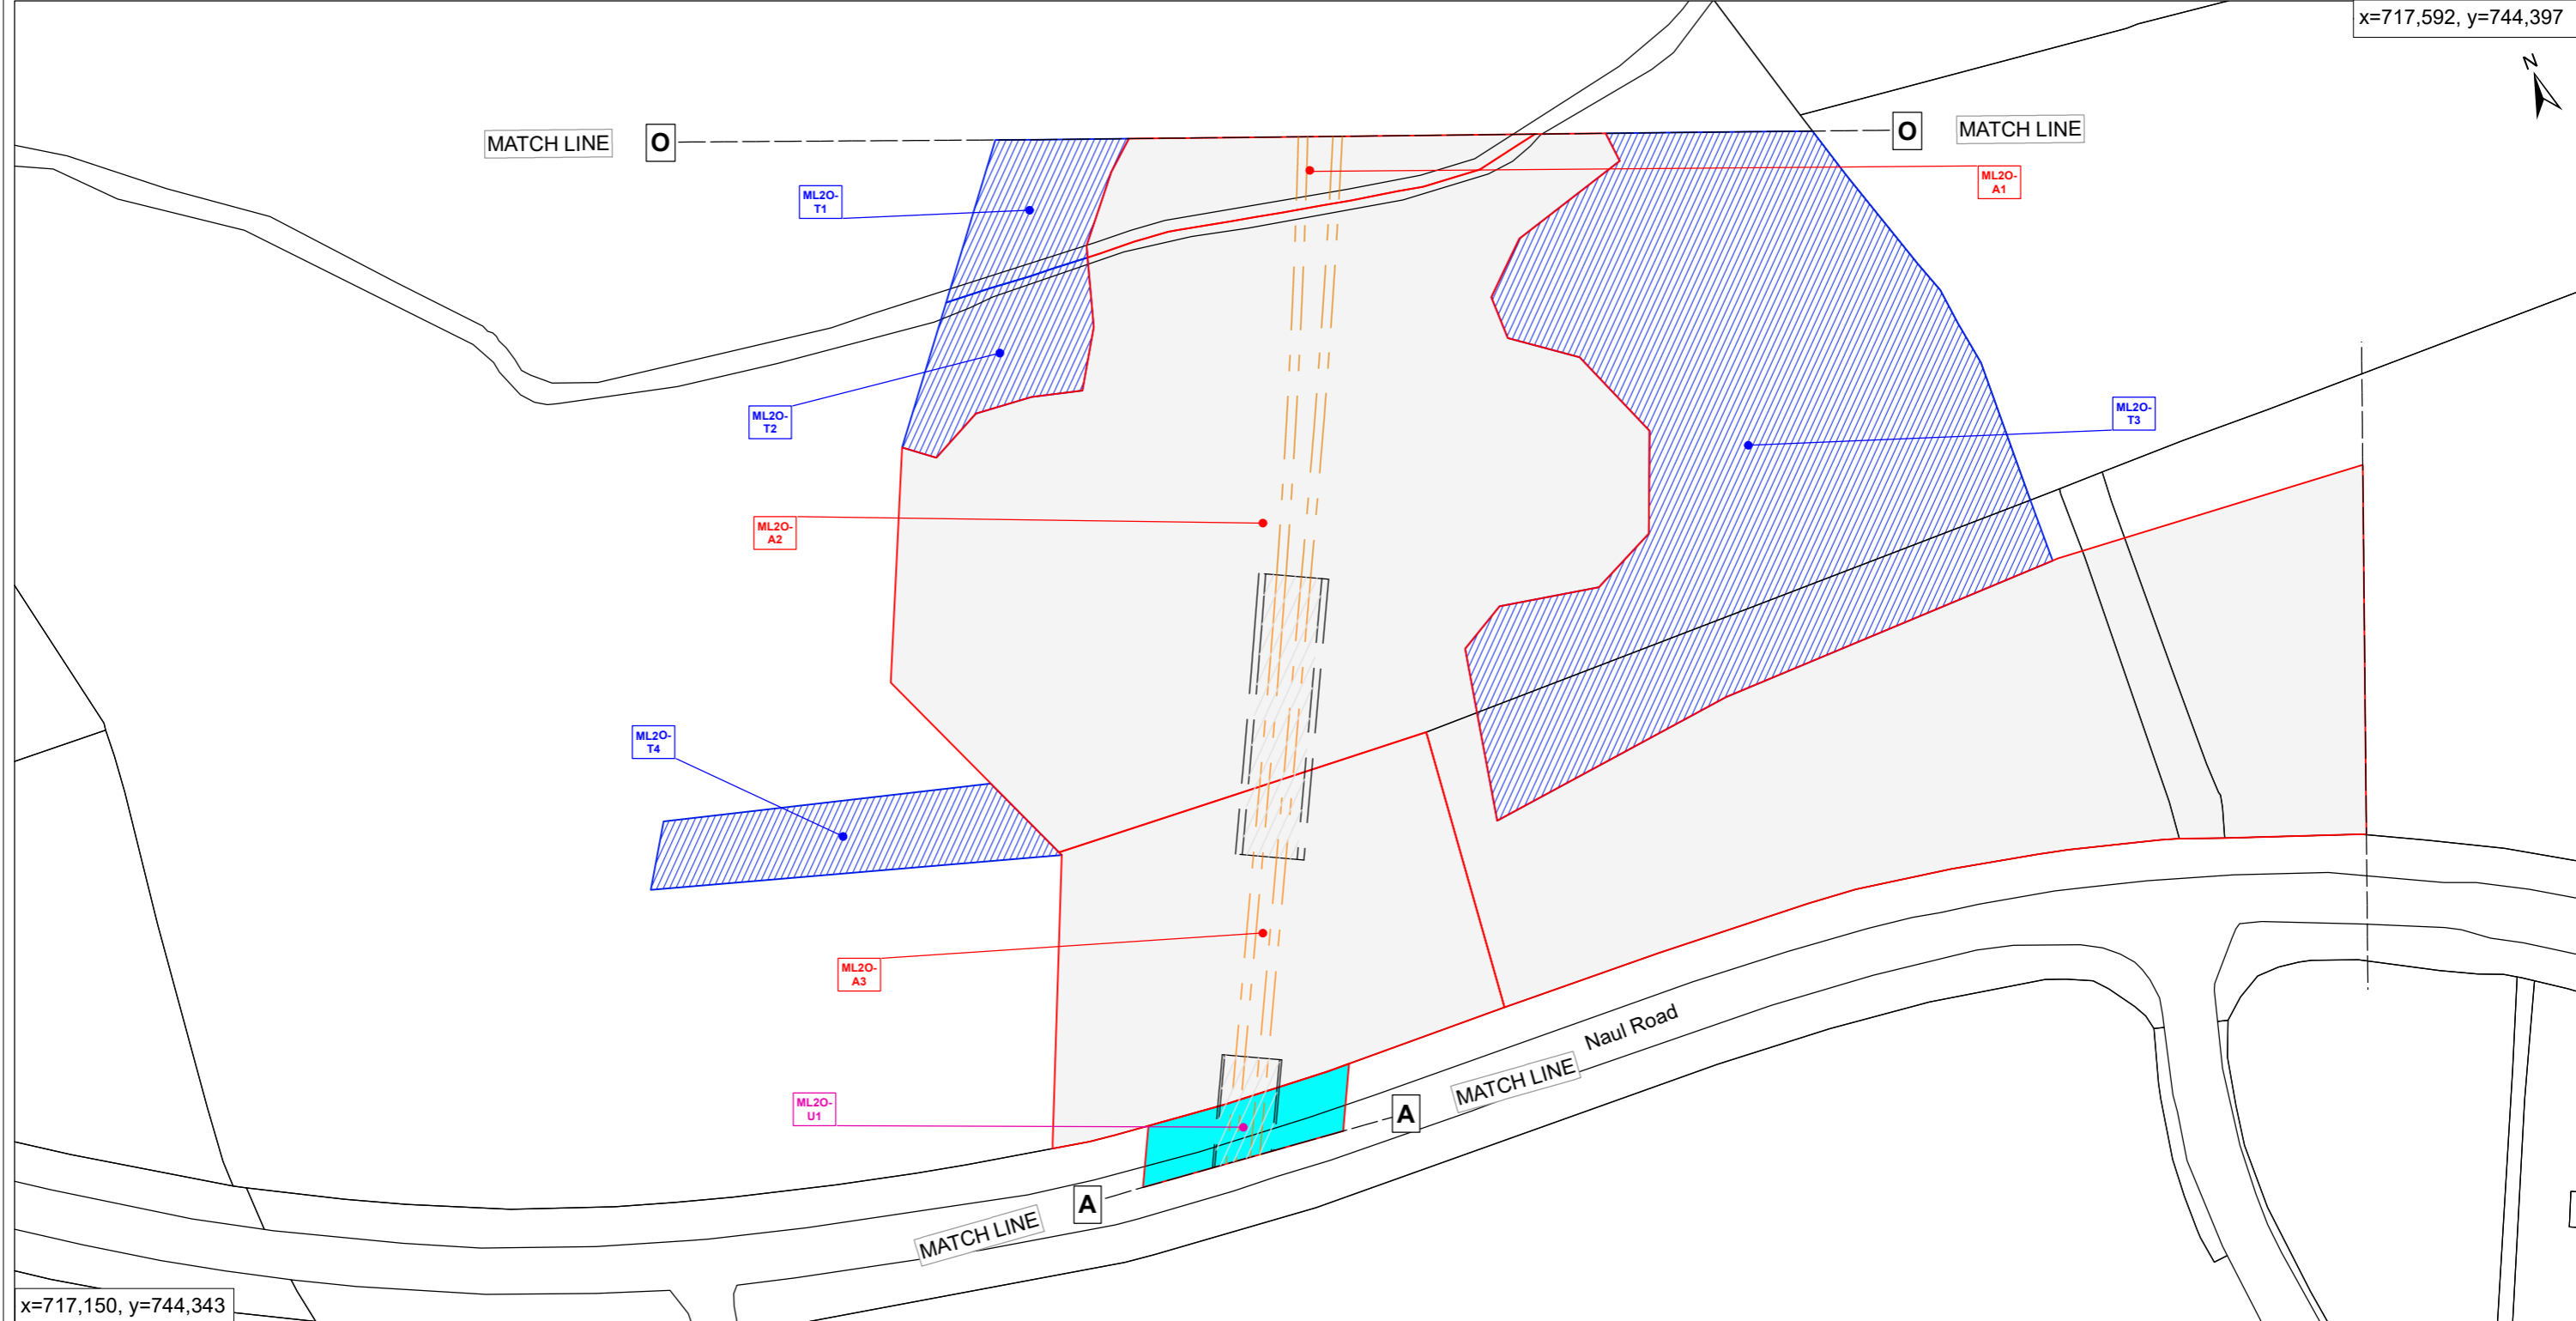 x=717,592, y=744,397
N
MATCH LINE
O
O
MATCH LINE
ML2O-
A1
ML2O-
T1
ML2O-
T2
ML2O-
T3
ML2O-
A2
ML2O-
T4
ML2O-
A3
Naul Road
MATCH LINE
A
ML2O-
U1
A
MATCH LINE
x=717,150, y=744,343